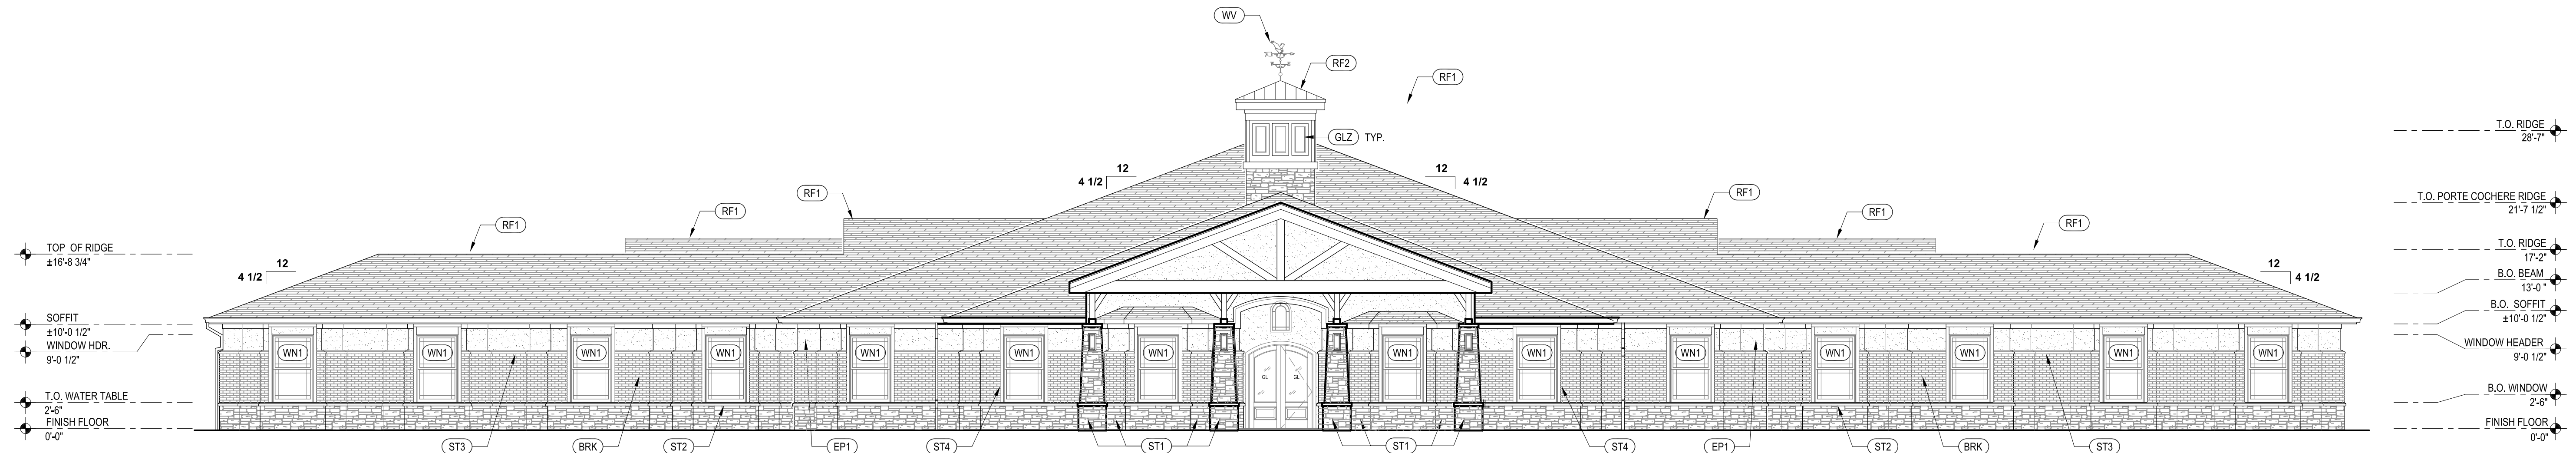 WV
RF2
RF1
GLZ TYP.
12
4 1/2
12
4 1/2
RF1
RF1
RF1
RF1
RF1
RF1
12
4 1/2
12
4 1/2
TOP OF RIDGE
±16'-8 3/4"
SOFFIT
±10'-0 1/2"
WINDOW HDR.
9'-0 1/2"
T.O. WATER TABLE
2'-6"
FINISH FLOOR
0'-0"
T.O. RIDGE
28'-7"
T.O. PORTE COCHERE RIDGE
21'-7 1/2"
T.O. RIDGE
17'-2"
B.O. BEAM
13'-0 "
B.O. SOFFIT
±10'-0 1/2"
WINDOW HEADER
9'-0 1/2"
B.O. WINDOW
2'-6"
FINISH FLOOR
0'-0"
WN1 WN1 WN1 WN1 WN1 WN1 WN1 WN1 WN1 WN1 WN1 WN1 WN1 WN1
GL GL
ST3 BRK ST2 EP1 ST4 ST1 ST1 ST4 EP1 ST2 BRK ST3